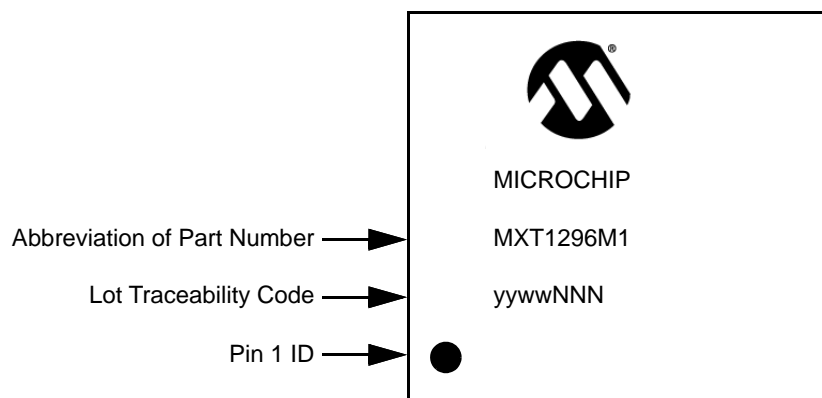 ®
MICROCHIP
Abbreviation of Part Number
MXT1296M1
Lot Traceability Code
yywwNNN
Pin 1 ID